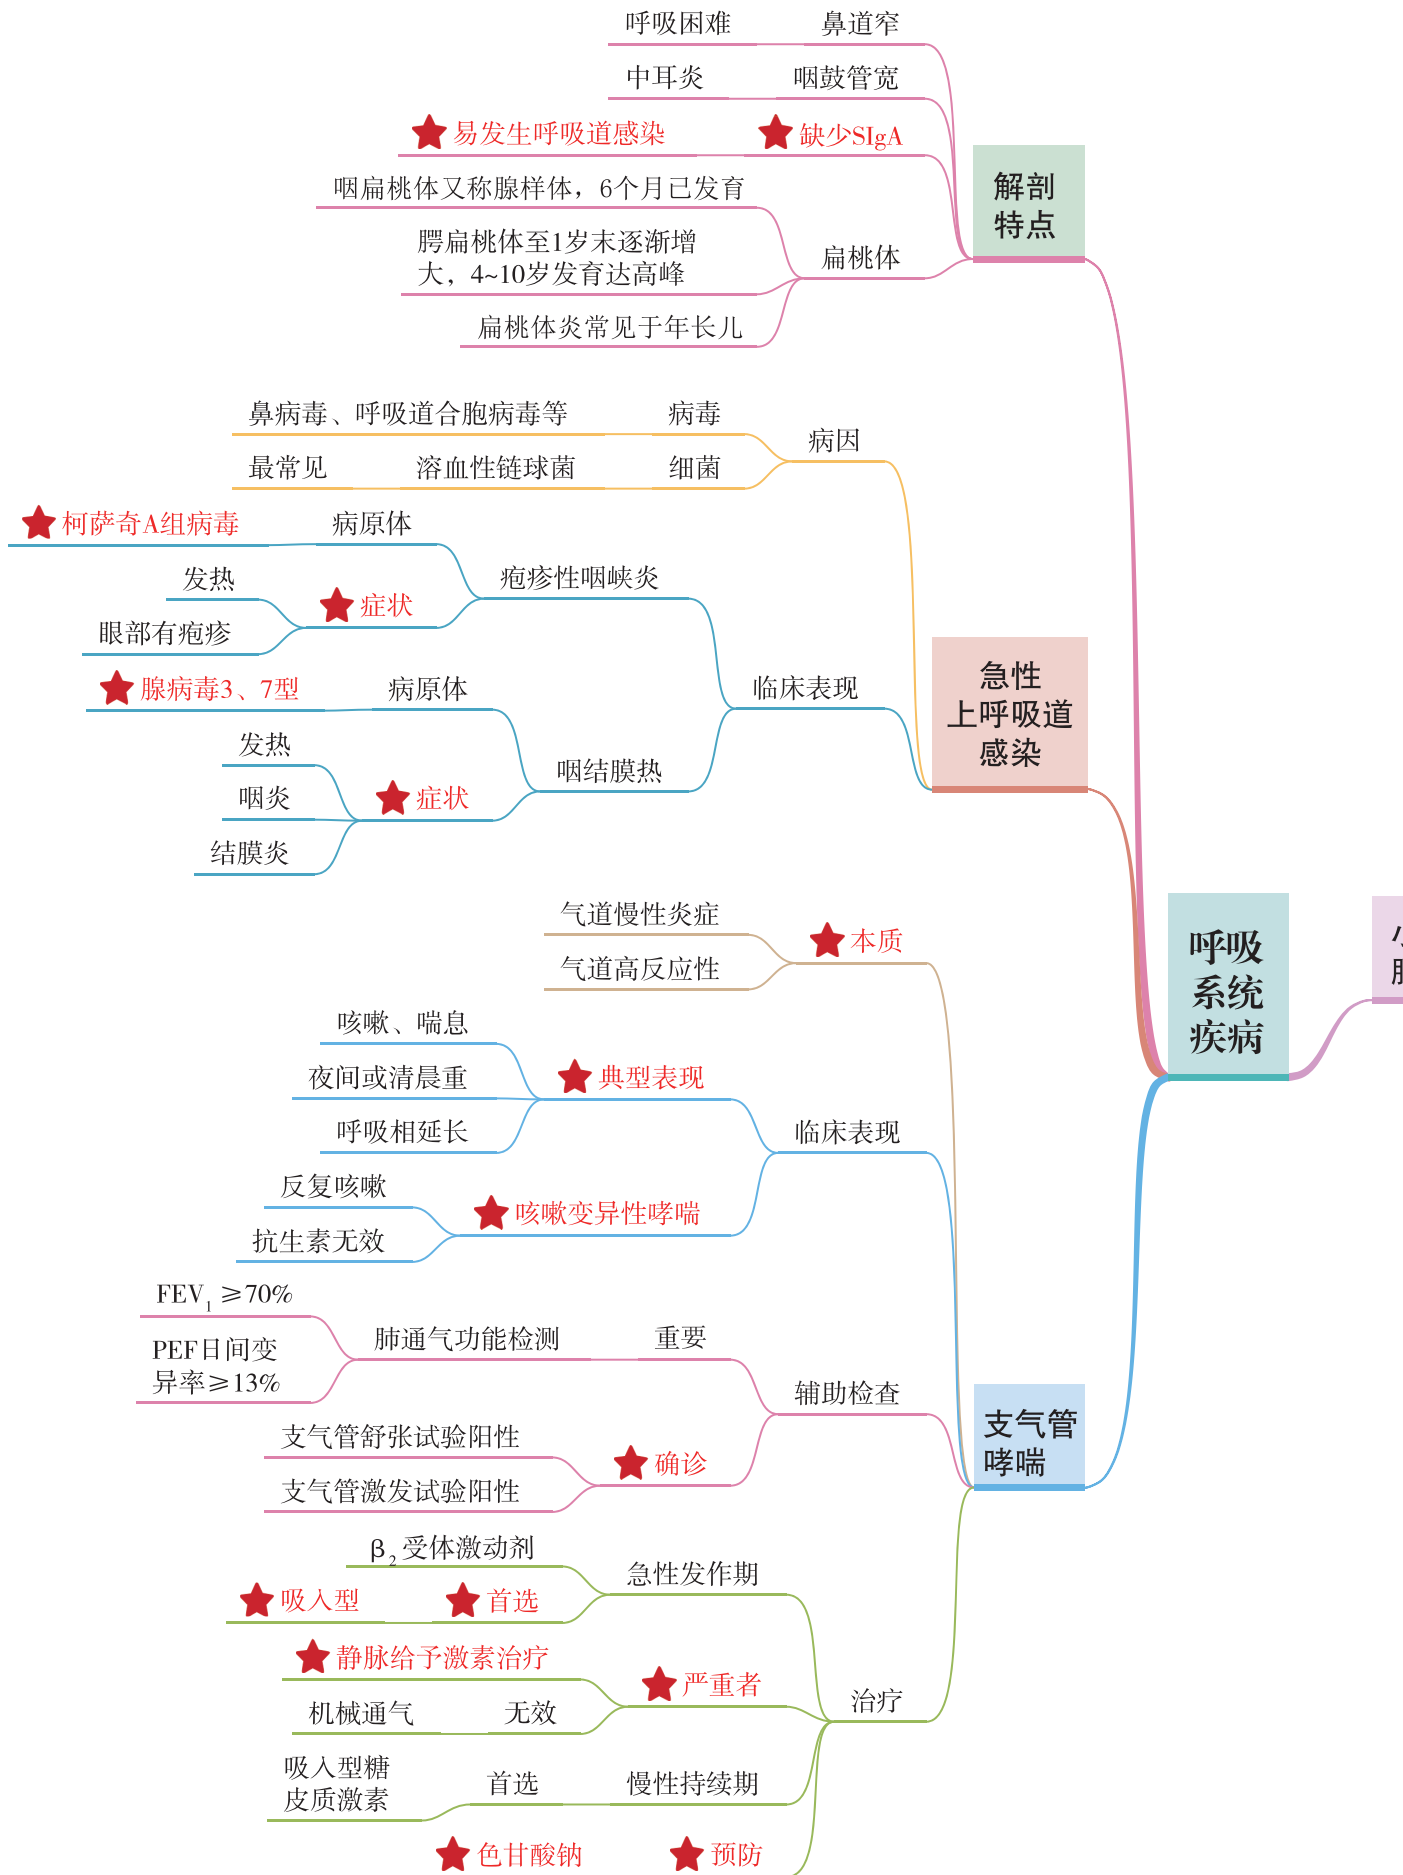 呼吸困难
鼻道窄
中耳炎
咽鼓管宽
易发生呼吸道感染
缺少SIgA
咽扁桃体又称腺样体，6个月已发育
腭扁桃体至1岁末逐渐增
大，4~10岁发育达高峰
扁桃体炎常见于年长儿
扁桃体
解剖
特点
鼻病毒、呼吸道合胞病毒等
病毒
最常见
溶血性链球菌
细菌
病因
柯萨奇A组病毒
病原体
发热
眼部有疱疹
症状
疱疹性咽峡炎
腺病毒3、7型
病原体
发热
咽炎
结膜炎
症状
咽结膜热
临床表现
急性
上呼吸道
感染
气道慢性炎症
气道高反应性
本质
咳嗽、喘息
夜间或清晨重
呼吸相延长
典型表现
反复咳嗽
抗生素无效
咳嗽变异性哮喘
临床表现
FEV₁ ≥70%
PEF日间变
异率≥13%
肺通气功能检测
重要
支气管舒张试验阳性
支气管激发试验阳性
确诊
辅助检查
支气管
哮喘
β₂受体激动剂
吸入型
首选
急性发作期
静脉给予激素治疗
机械通气
无效
严重者
吸入型糖
皮质激素
首选
慢性持续期
色甘酸钠
预防
治疗
呼吸
系统
疾病